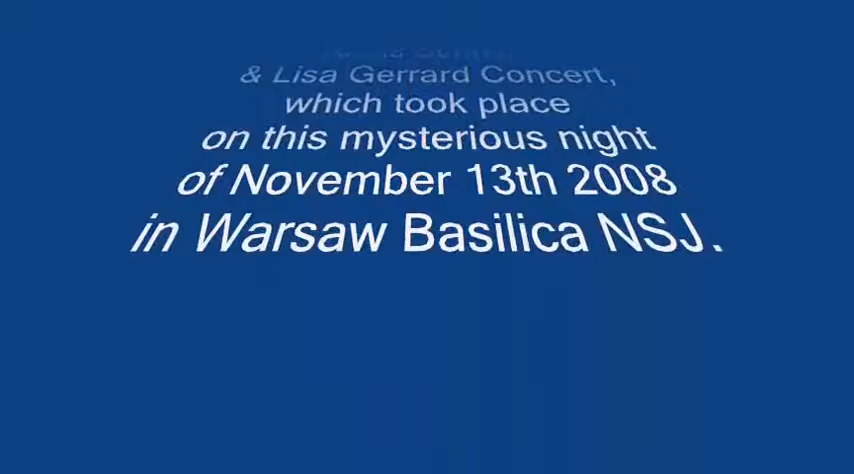 & Lisa Gerrard Concert,
which took place
on this mysterious night
of November 13th 2008
in Warsaw Basilica NSJ.